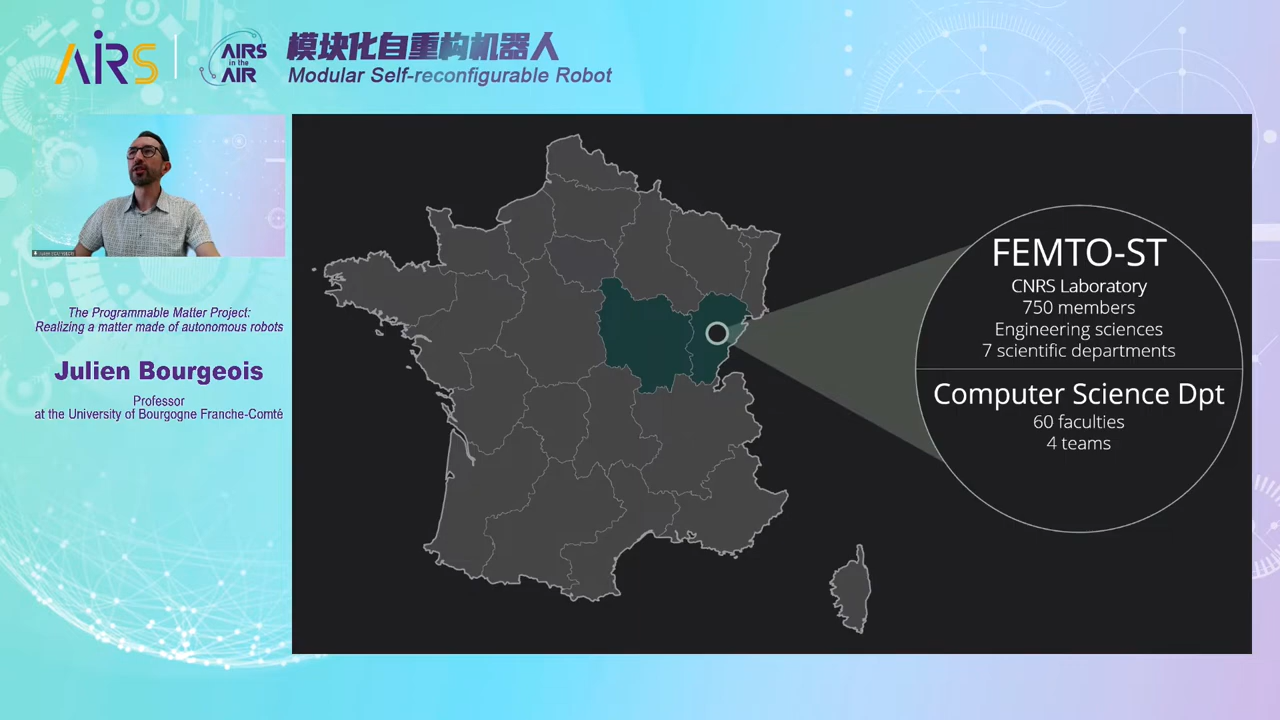 AIRS
AIRS
in the
AIR
模块化自重构机器人
Modular Self-reconfigurable Robot
The Programmable Matter Project:
Realizing a matter made of autonomous robots
Julien Bourgeois
Professor
at the University of Bourgogne Franche-Comté
FEMTO-ST
CNRS Laboratory
750 members
Engineering sciences
7 scientific departments
Computer Science Dpt
60 faculties
4 teams